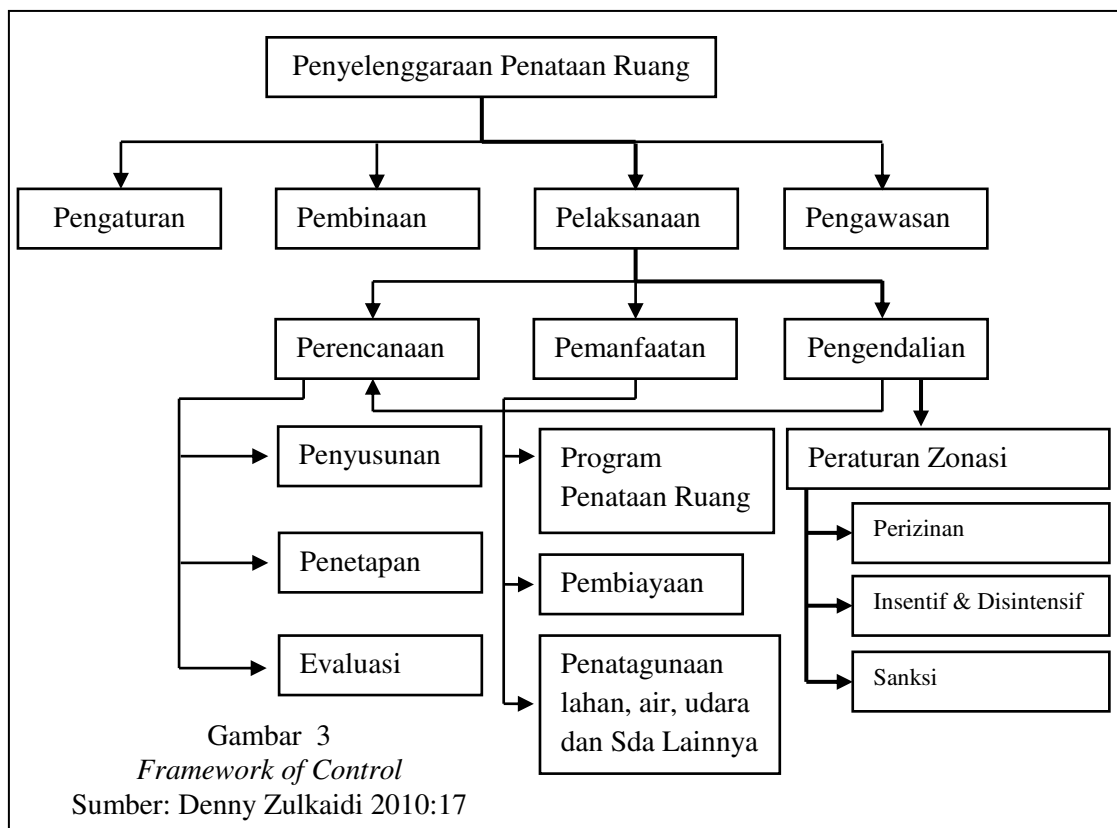 Penyelenggaraan Penataan Ruang
Pengaturan
Pembinaan
Pelaksanaan
Pengawasan
Perencanaan
Pemanfaatan
Pengendalian
Penyusunan
Penetapan
Evaluasi
Program
Penataan Ruang
Pembiayaan
Penatagunaan
lahan, air, udara
dan Sda Lainnya
Peraturan Zonasi
Perizinan
Insentif & Disintensif
Sanksi
Gambar 3
Framework of Control
Sumber: Denny Zulkaidi 2010:17